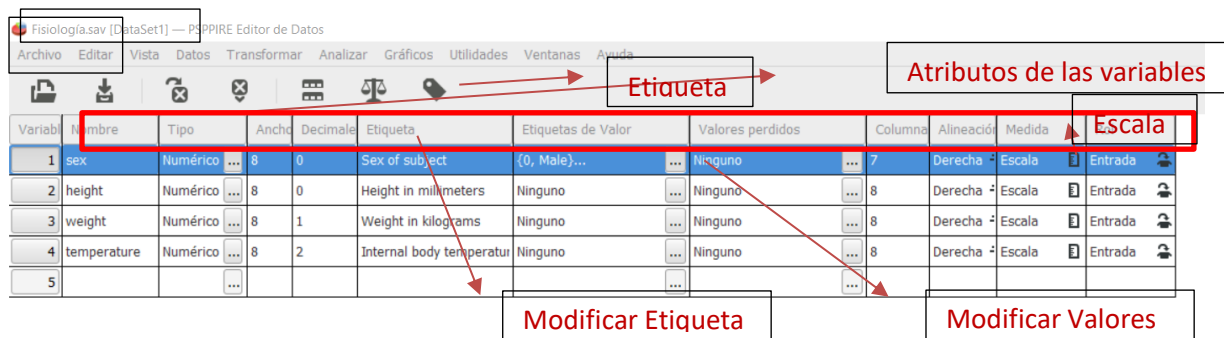 Fisiología.sav [DataSet1] — PSPPIRE Editor de Datos
Archivo Editar Vista Datos Transformar Analizar Gráficos Utilidades Ventanas Ayuda
Etiqueta
Atributos de las variables
Escala
Variabl Nombre Tipo Ancho Decimale Etiqueta Etiquetas de Valor Valores perdidos Columna Alineación Medida
1 sex Numérico ... 8 0 Sex of subject {0, Male}... ... Ninguno ... 7 Derecha Escala Entrada
2 height Numérico ... 8 0 Height in millimeters Ninguno ... Ninguno ... 8 Derecha Escala Entrada
3 weight Numérico ... 8 1 Weight in kilograms Ninguno ... Ninguno ... 8 Derecha Escala Entrada
4 temperature Numérico ... 8 2 Internal body temperatur Ninguno ... Ninguno ... 8 Derecha Escala Entrada
5 ... ... ...
Modificar Etiqueta
Modificar Valores